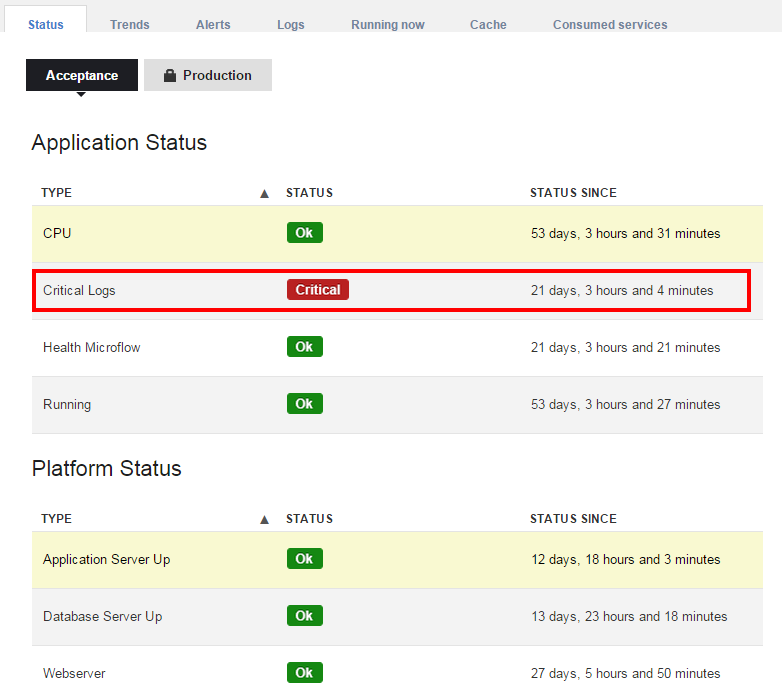 Status Trends Alerts Logs Running now Cache Consumed services
Acceptance Production
Application Status
TYPE ▲ STATUS STATUS SINCE
CPU Ok 53 days, 3 hours and 31 minutes
Critical Logs Critical 21 days, 3 hours and 4 minutes
Health Microflow Ok 21 days, 3 hours and 21 minutes
Running Ok 53 days, 3 hours and 27 minutes
Platform Status
TYPE ▲ STATUS STATUS SINCE
Application Server Up Ok 12 days, 18 hours and 3 minutes
Database Server Up Ok 13 days, 23 hours and 18 minutes
Webserver Ok 27 days, 5 hours and 50 minutes